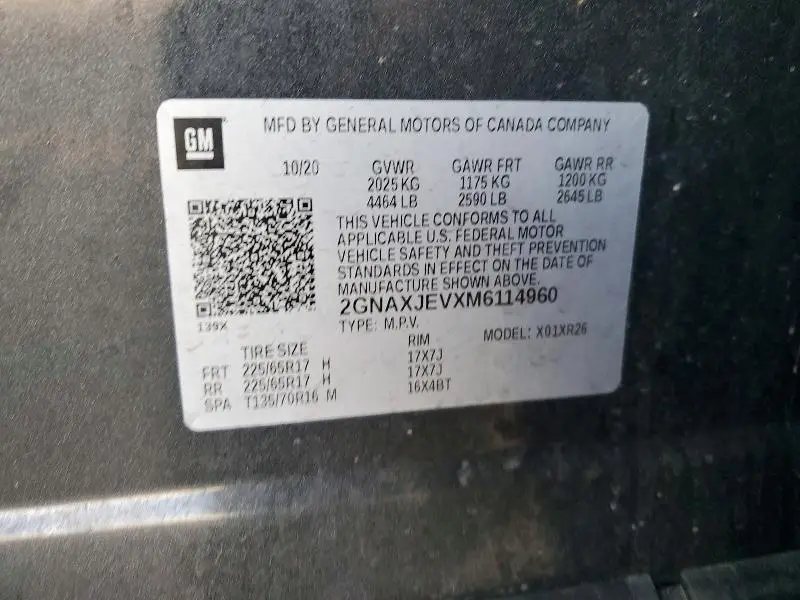 GM
MFD BY GENERAL MOTORS OF CANADA COMPANY
10/20 GVWR GAWR FRT GAWR RR
2025 KG 1175 KG 1200 KG
4464 LB 2590 LB 2645 LB
THIS VEHICLE CONFORMS TO ALL
APPLICABLE U.S. FEDERAL MOTOR
VEHICLE SAFETY AND THEFT PREVENTION
STANDARDS IN EFFECT ON THE DATE OF
MANUFACTURE SHOWN ABOVE.
2GNAXJEVXM6114960
139X
TYPE: M.P.V. MODEL: X01XR26
TIRE SIZE RIM
FRT 225/65R17 H 17X7J
RR 225/65R17 H 17X7J
SPA T135/70R16 M 16X4BT